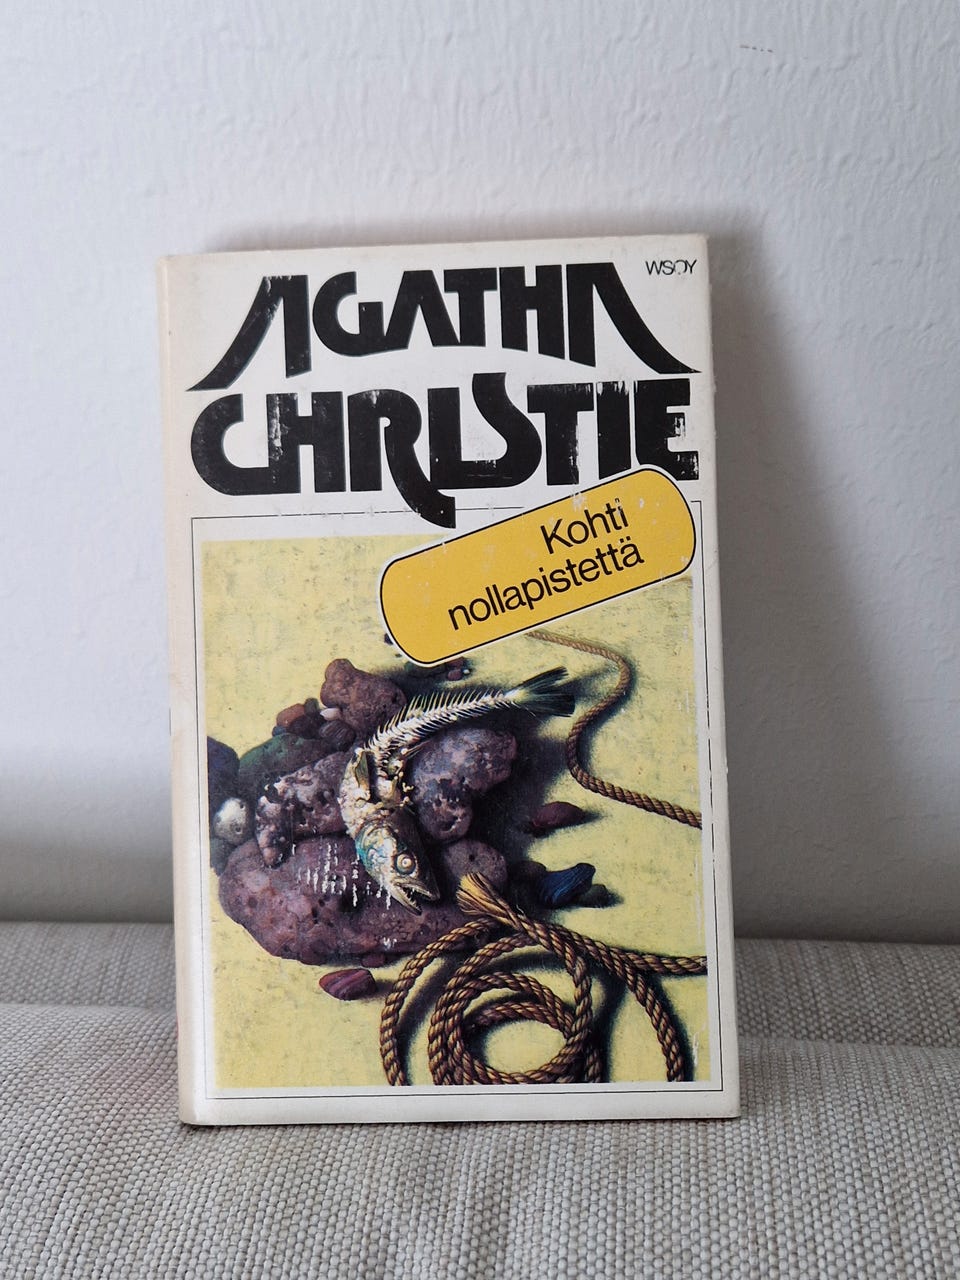 WSOY
AGATHA
CHRISTIE
Kohti
nollapistettä